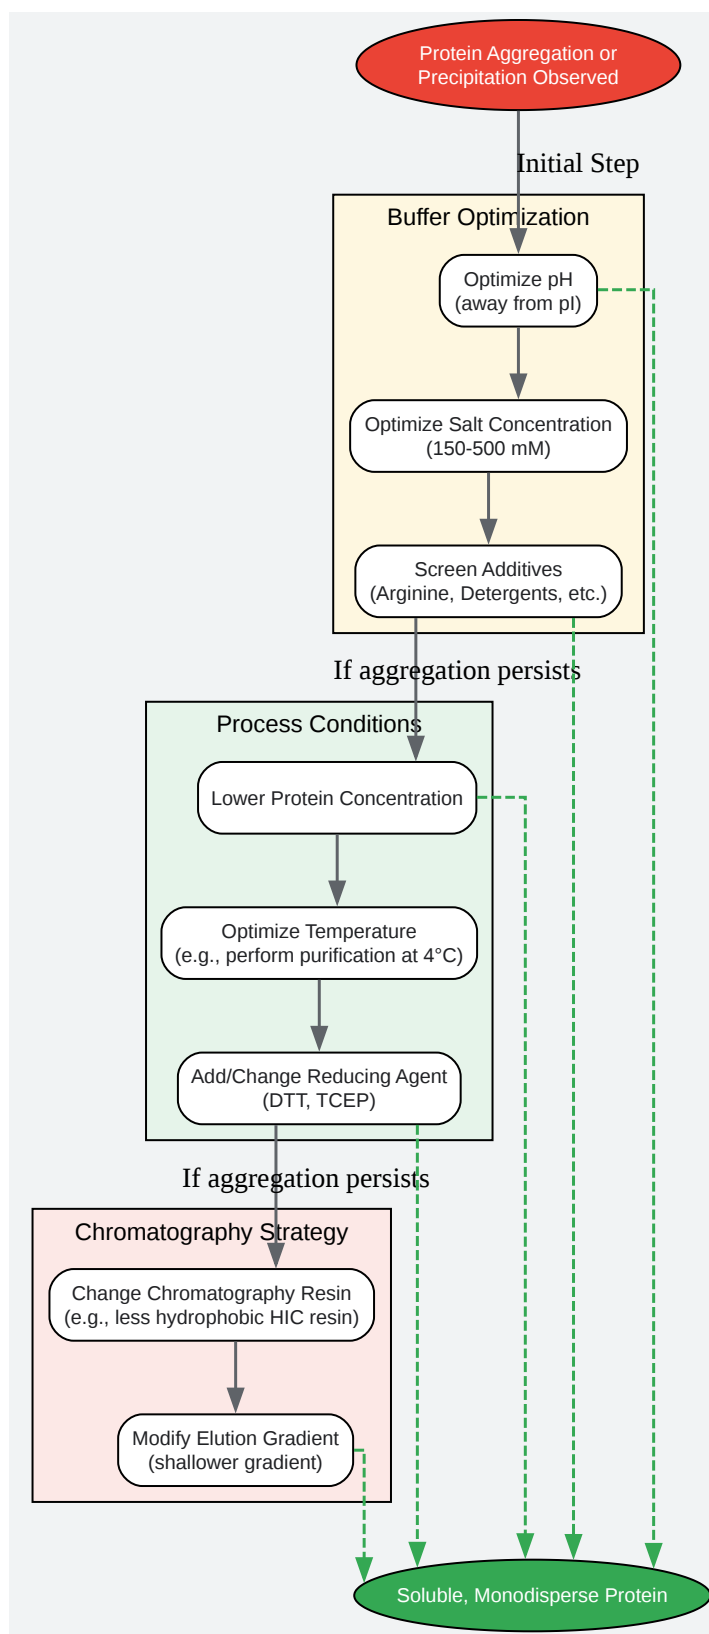 Protein Aggregation or
Precipitation Observed
Initial Step
Buffer Optimization
Optimize pH
(away from pI)
Optimize Salt Concentration
(150-500 mM)
Screen Additives
(Arginine, Detergents, etc.)
If aggregation persists
Process Conditions
Lower Protein Concentration
Optimize Temperature
(e.g., perform purification at 4°C)
Add/Change Reducing Agent
(DTT, TCEP)
If aggregation persists
Chromatography Strategy
Change Chromatography Resin
(e.g., less hydrophobic HIC resin)
Modify Elution Gradient
(shallower gradient)
Soluble, Monodisperse Protein